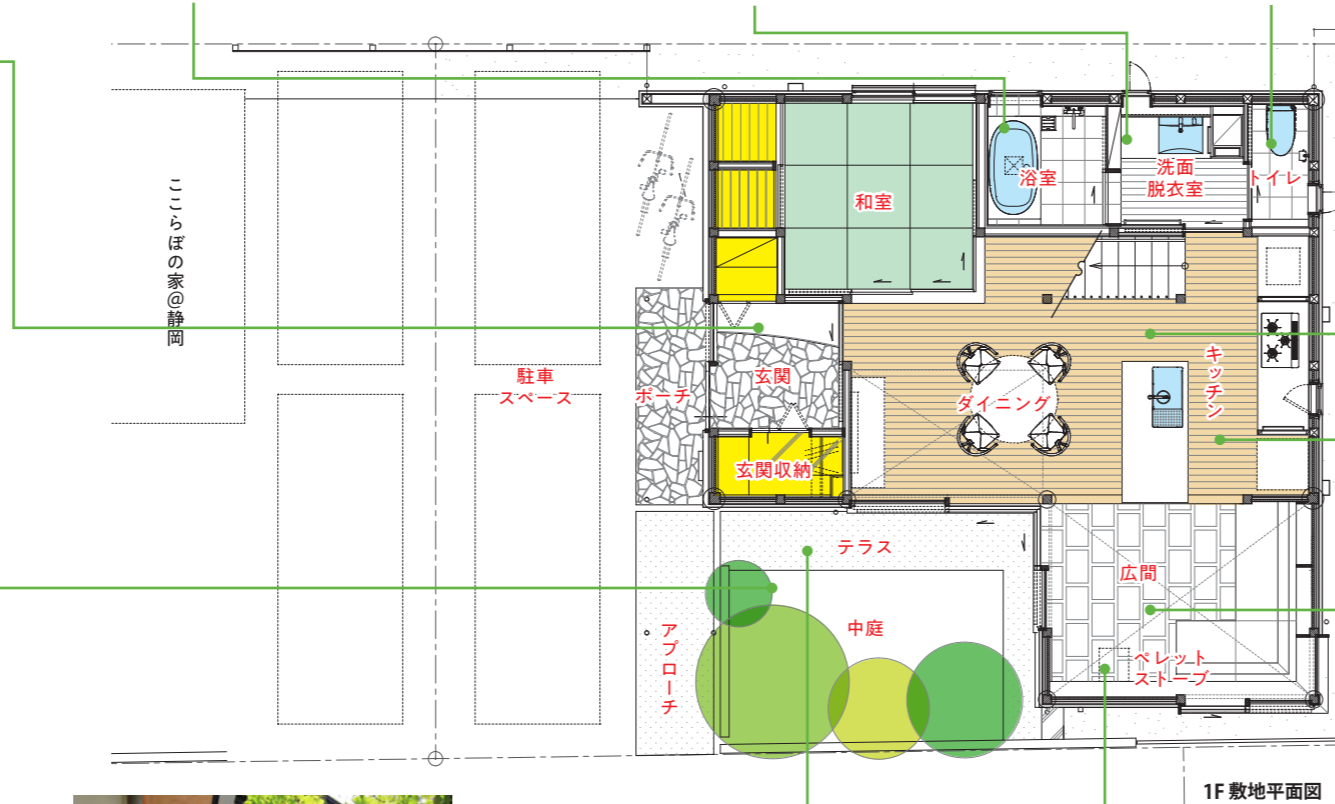 ここらぼの家@静岡
駐車
スペース
ポーチ
アプローチ
和室
浴室
洗面
脱衣室
トイレ
玄関
玄関収納
ダイニング
キッチン
テラス
中庭
広間
ペレット
ストーブ
1F 敷地平面図